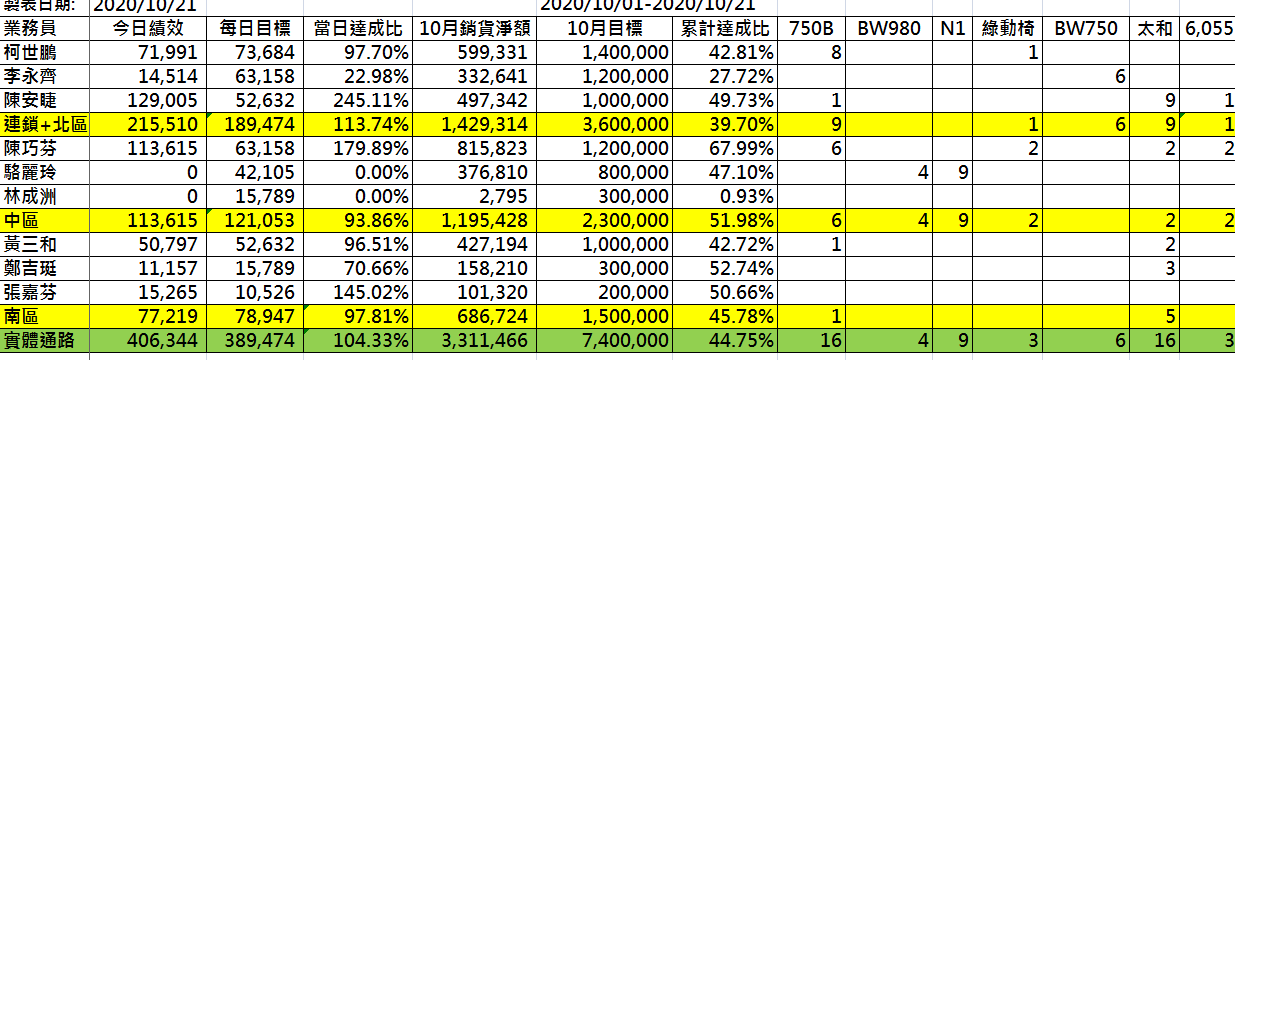 製表日期: 2020/10/21 2020/10/01-2020/10/21
業務員 今日績效 每日目標 當日達成比 10月銷貨淨額 10月目標 累計達成比 750B BW980 N1 綠動椅 BW750 太和 6,055
柯世鵬 71,991 73,684 97.70% 599,331 1,400,000 42.81% 8 1
李永齊 14,514 63,158 22.98% 332,641 1,200,000 27.72% 6
陳安睫 129,005 52,632 245.11% 497,342 1,000,000 49.73% 1 9 1
連鎖+北區 215,510 189,474 113.74% 1,429,314 3,600,000 39.70% 9 1 6 9 1
陳巧芬 113,615 63,158 179.89% 815,823 1,200,000 67.99% 6 2 2 2
駱麗玲 0 42,105 0.00% 376,810 800,000 47.10% 4 9
林成洲 0 15,789 0.00% 2,795 300,000 0.93%
中區 113,615 121,053 93.86% 1,195,428 2,300,000 51.98% 6 4 9 2 2 2
黃三和 50,797 52,632 96.51% 427,194 1,000,000 42.72% 1 2
鄭吉珽 11,157 15,789 70.66% 158,210 300,000 52.74% 3
張嘉芬 15,265 10,526 145.02% 101,320 200,000 50.66%
南區 77,219 78,947 97.81% 686,724 1,500,000 45.78% 1 5
實體通路 406,344 389,474 104.33% 3,311,466 7,400,000 44.75% 16 4 9 3 6 16 3